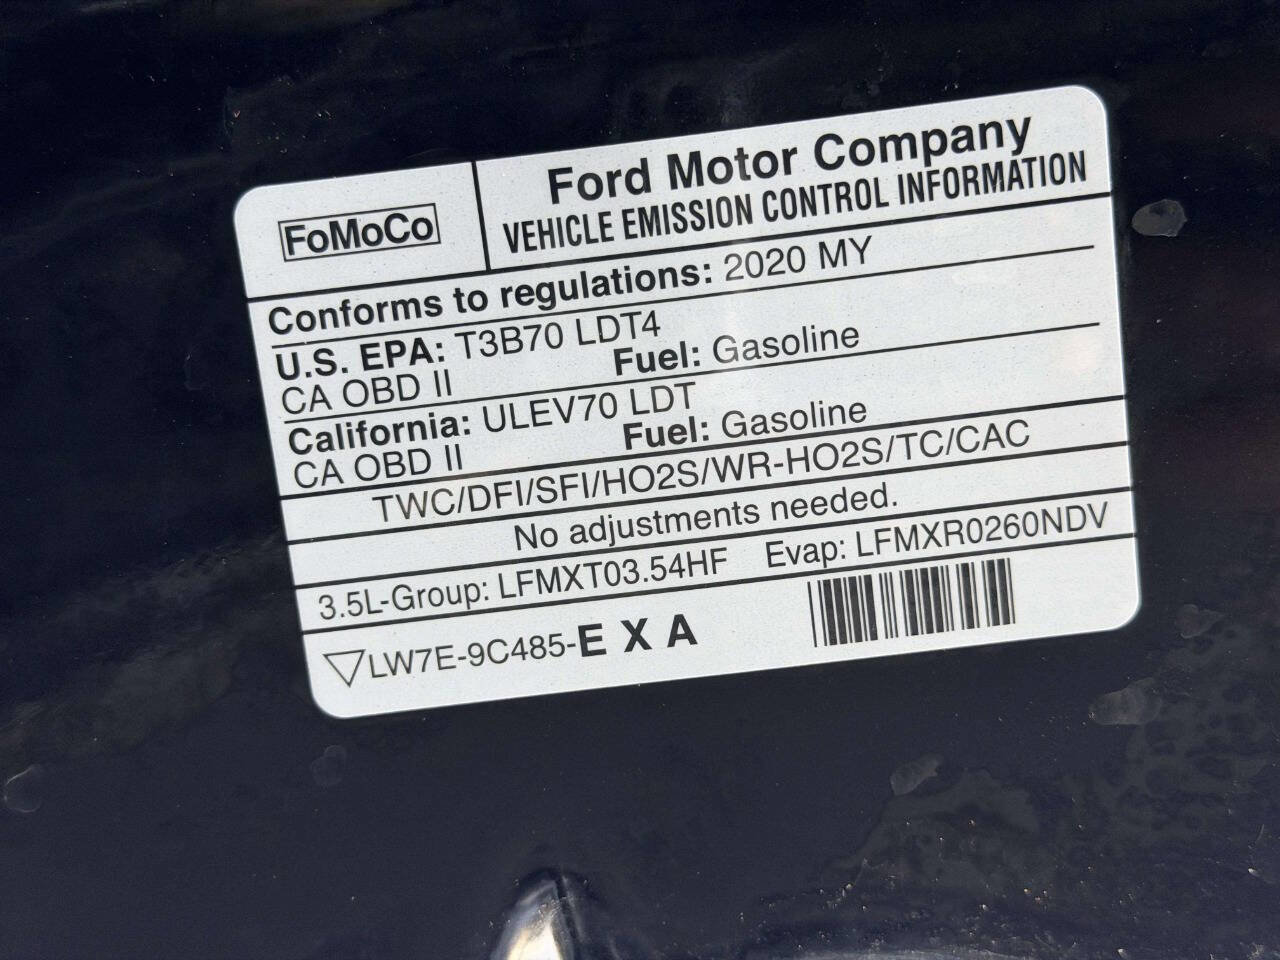 FoMoCo
Ford Motor Company
VEHICLE EMISSION CONTROL INFORMATION
Conforms to regulations: 2020 MY
U.S. EPA: T3B70 LDT4
CA OBD II Fuel: Gasoline
California: ULEV70 LDT
CA OBD II Fuel: Gasoline
TWC/DFI/SFI/HO2S/WR-HO2S/TC/CAC
No adjustments needed.
3.5L-Group: LFMXT03.54HF Evap: LFMXR0260NDV
LW7E-9C485-E X A